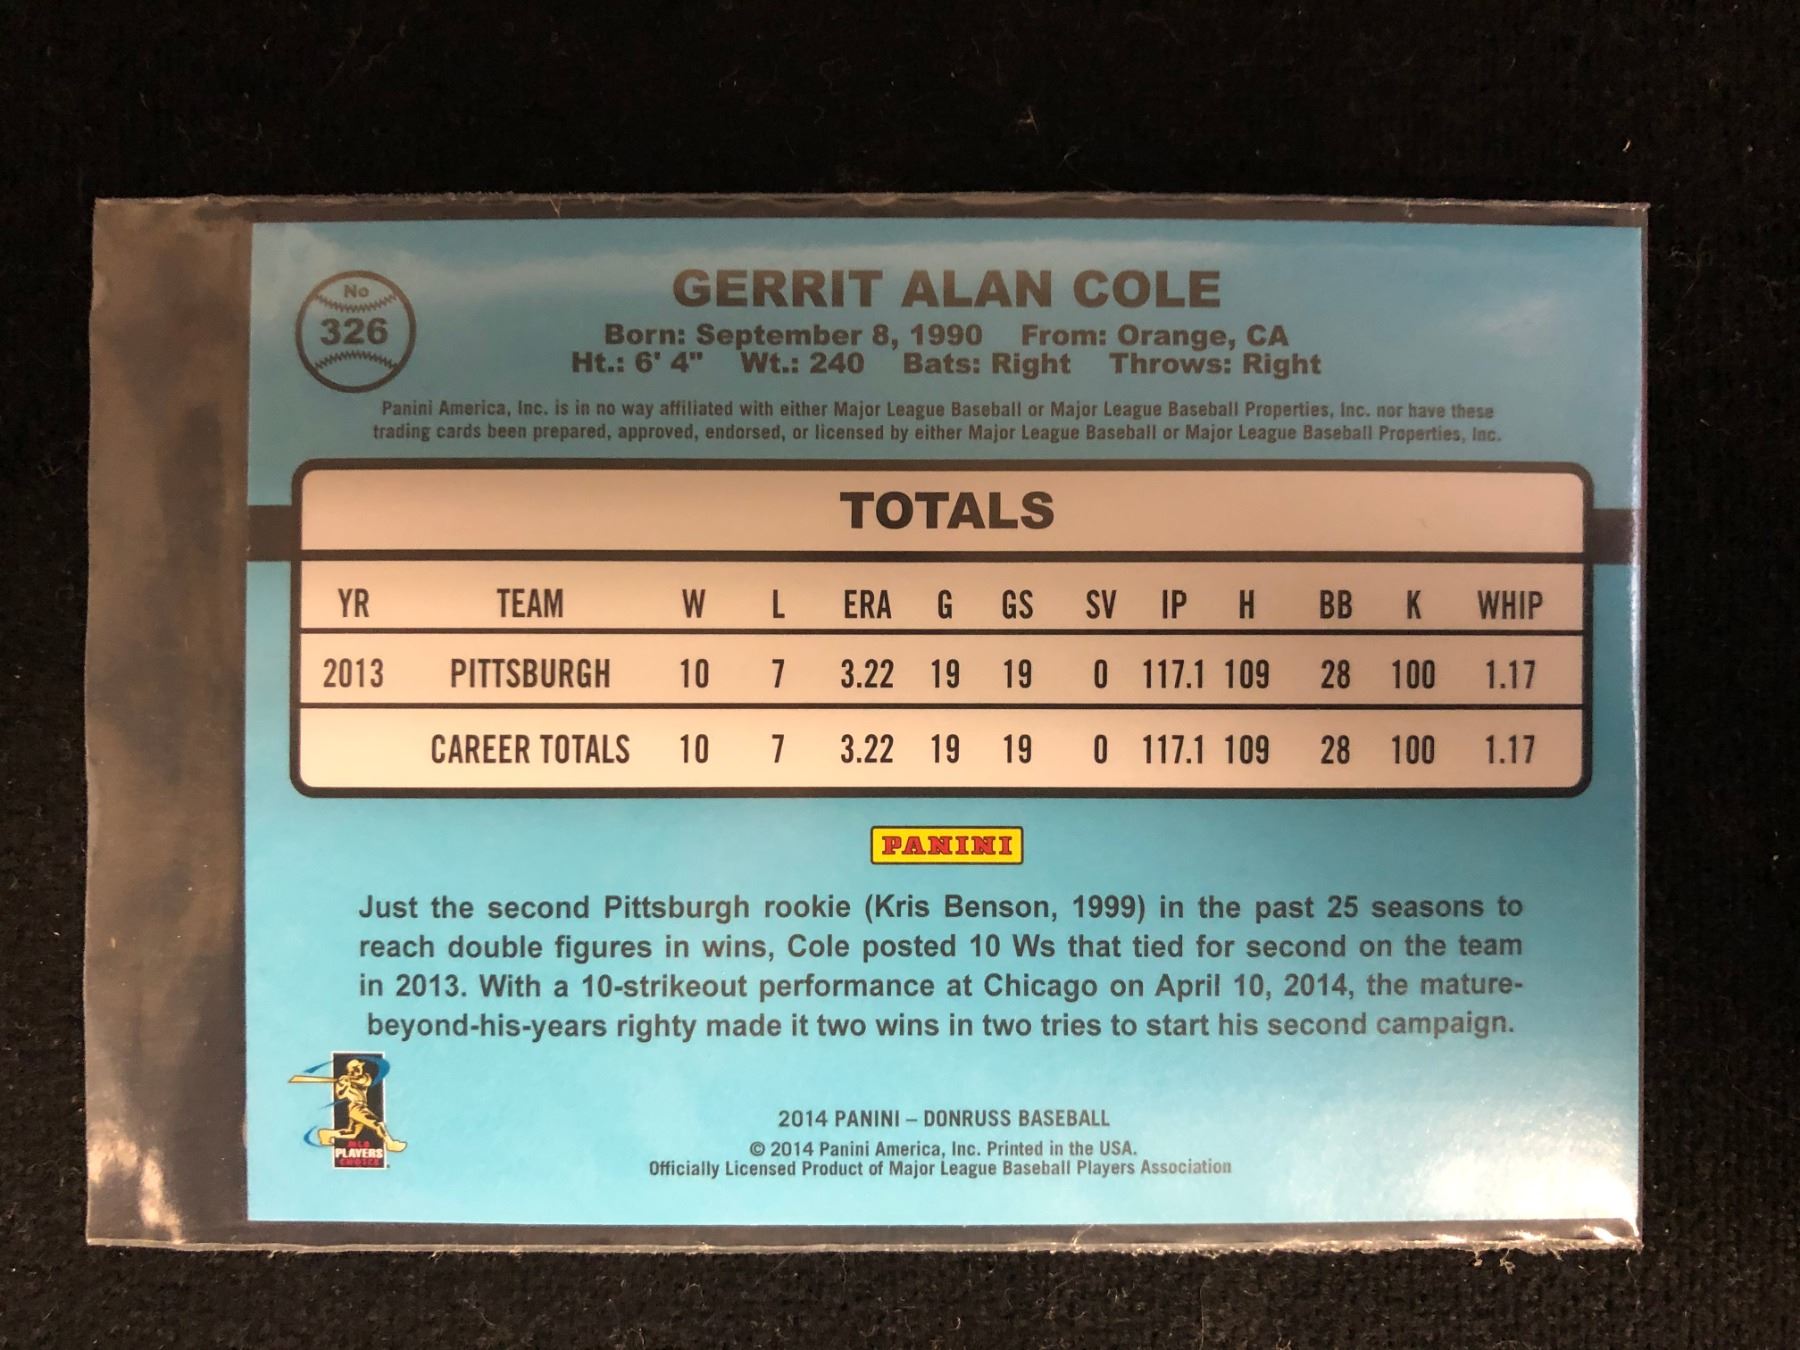 No
326
GERRIT ALAN COLE
Born: September 8, 1990 From: Orange, CA
Ht.: 6' 4" Wt.: 240 Bats: Right Throws: Right
Panini America, Inc. is in no way affiliated with either Major League Baseball or Major League Baseball Properties, Inc. nor have these
trading cards been prepared, approved, endorsed, or licensed by either Major League Baseball or Major League Baseball Properties, Inc.
TOTALS
YR TEAM W L ERA G GS SV IP H BB K WHIP
2013 PITTSBURGH 10 7 3.22 19 19 0 117.1 109 28 100 1.17
CAREER TOTALS 10 7 3.22 19 19 0 117.1 109 28 100 1.17
PANINI
Just the second Pittsburgh rookie (Kris Benson, 1999) in the past 25 seasons to
reach double figures in wins, Cole posted 10 Ws that tied for second on the team
in 2013. With a 10-strikeout performance at Chicago on April 10, 2014, the mature-
beyond-his-years righty made it two wins in two tries to start his second campaign.
MLB
PLAYERS
CHOICE
2014 PANINI – DONRUSS BASEBALL
© 2014 Panini America, Inc. Printed in the USA.
Officially Licensed Product of Major League Baseball Players Association